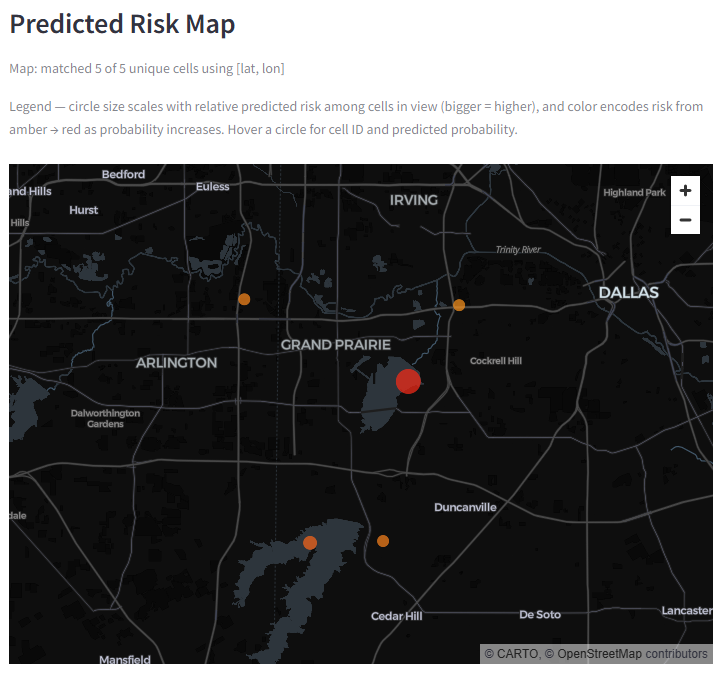 Predicted Risk Map
Map: matched 5 of 5 unique cells using [lat, lon]
Legend — circle size scales with relative predicted risk among cells in view (bigger = higher), and color encodes risk from
amber → red as probability increases. Hover a circle for cell ID and predicted probability.
Bedford
and Hills
Euless
Highland Park
+
IRVING
Hurst
−
Hills
Trinity River
DALLAS
GRAND PRAIRIE
ARLINGTON
Cockrell Hill
Dalworthington
Gardens
Duncanville
dale
Cedar Hill
De Soto
Lancaster
Mansfield
© CARTO, © OpenStreetMap contributors